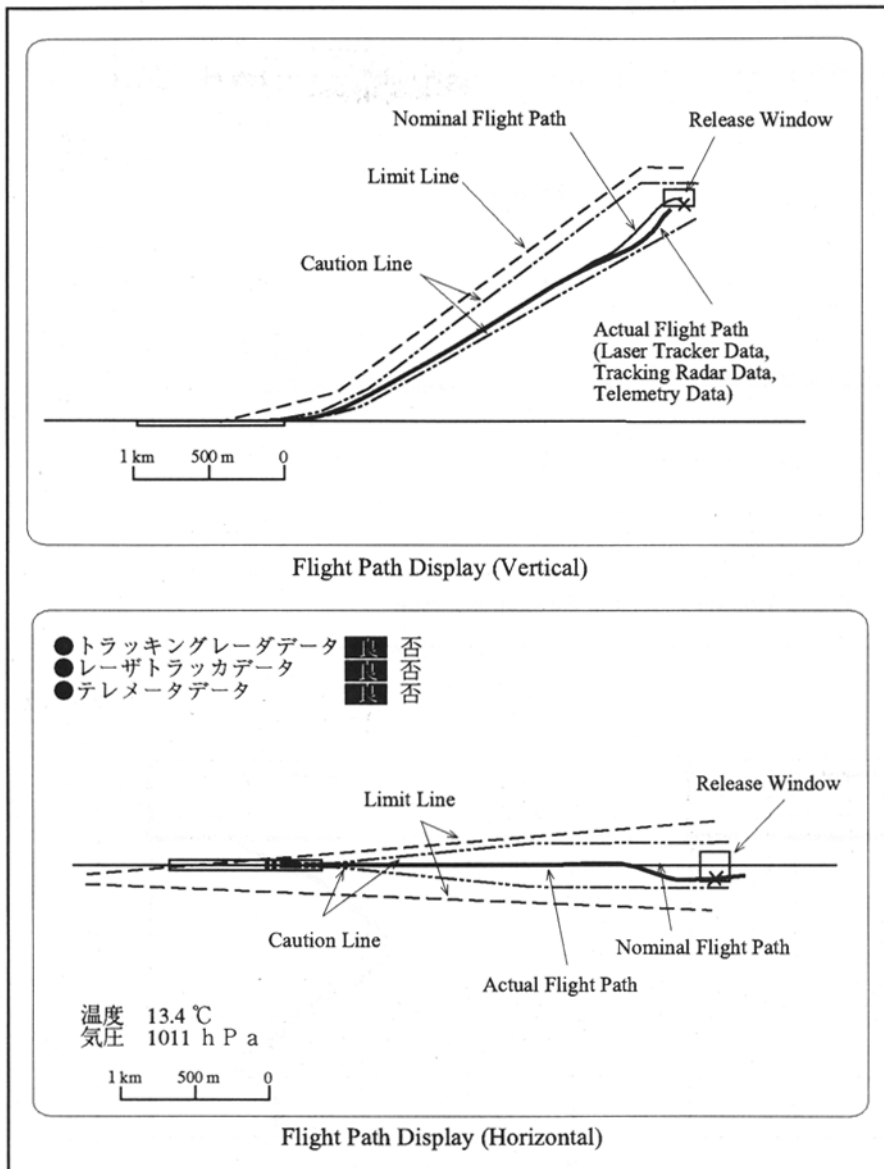 Nominal Flight Path
Release Window
Limit Line
Caution Line
Actual Flight Path
(Laser Tracker Data,
Tracking Radar Data,
Telemetry Data)
1 km 500 m 0
Flight Path Display (Vertical)
●トラッキングレーダデータ 良 否
●レーザトラッカデータ 良 否
●テレメータデータ 良 否
Release Window
Limit Line
Caution Line
Nominal Flight Path
Actual Flight Path
温度 13.4 ℃
気圧 1011 hPa
1 km 500 m 0
Flight Path Display (Horizontal)